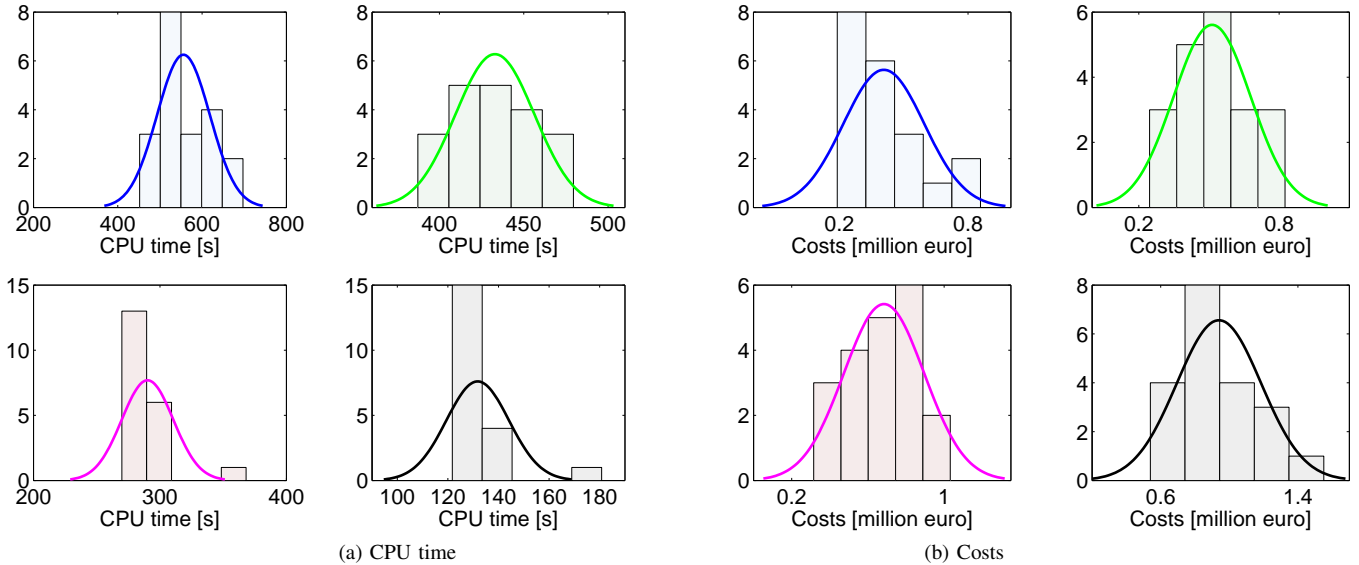 8
6
4
2
0
200 400 600 800
CPU time [s]
8
6
4
2
0
400 450 500
CPU time [s]
8
6
4
2
0
0.2 0.8
Costs [million euro]
6
4
2
0
0.2 0.8
Costs [million euro]
15
10
5
0
200 300 400
CPU time [s]
15
10
5
0
100 120 140 160 180
CPU time [s]
6
4
2
0
0.2 1
Costs [million euro]
8
6
4
2
0
0.6 1.4
Costs [million euro]
(a) CPU time
(b) Costs